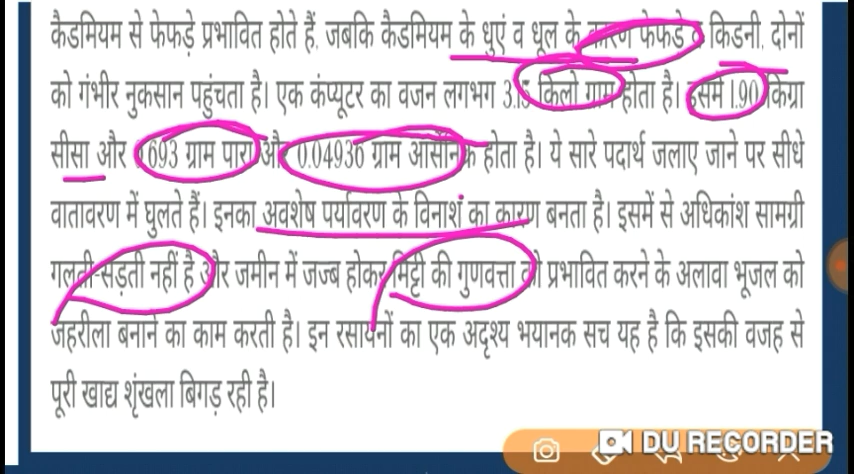 कैडमियम से फेफड़े प्रभावित होते हैं, जबकि कैडमियम के धुएं व धूल के कारण फेफडे व किडनी, दोनों
को गंभीर नुकसान पहुंचता है। एक कंप्यूटर का वजन लगभग 3.15 किलो ग्राम होता है। इसमें 1.90 किग्रा
सीसा और 693 ग्राम पारा और 0.04936 ग्राम आर्सेनिक होता है। ये सारे पदार्थ जलाए जाने पर सीधे
वातावरण में घुलते हैं। इनका अवशेष पर्यावरण के विनाश का कारण बनता है। इसमें से अधिकांश सामग्री
गलती-सड़ती नहीं है और जमीन में जज्ब होकर मिट्टी की गुणवत्ता को प्रभावित करने के अलावा भूजल को
जहरीला बनाने का काम करती है। इन रसायनों का एक अदृश्य भयानक सच यह है कि इसकी वजह से
पूरी खाद्य शृंखला बिगड़ रही है।
DU RECORDER